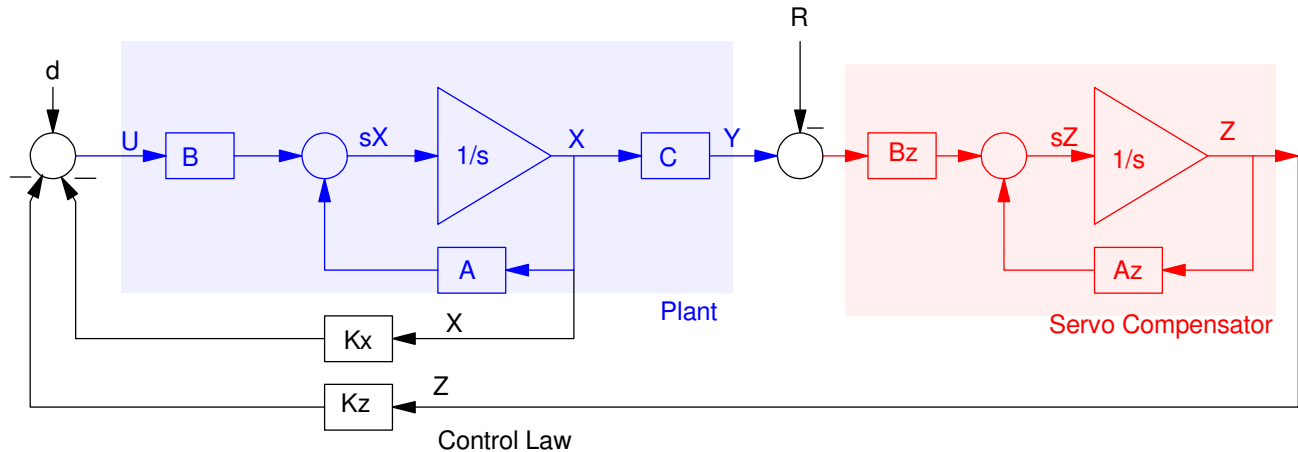 R
d
U
B
sX
1/s
X
C
Y
Bz
sZ
1/s
Z
A
Az
Plant
Servo Compensator
Kx
X
Kz
Z
Control Law